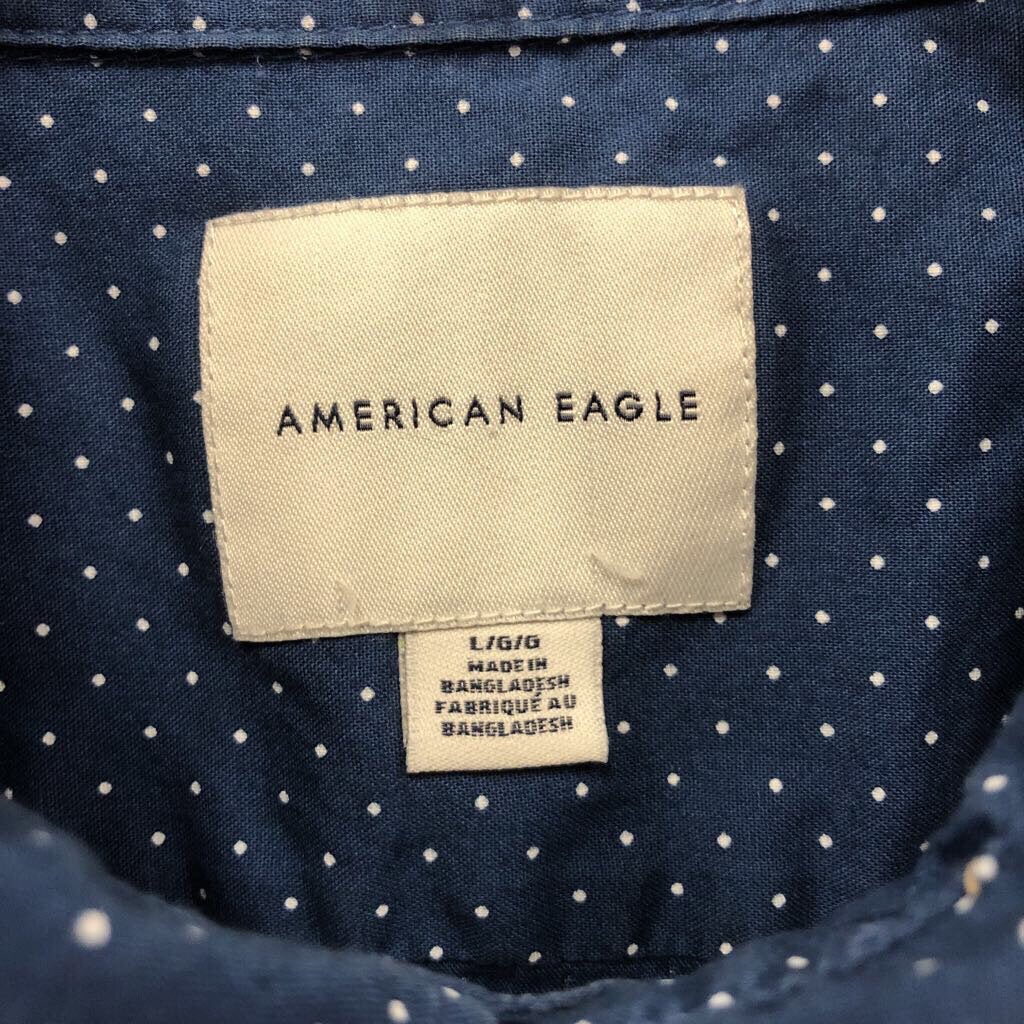 AMERICAN EAGLE
L/G/G
MADE IN
BANGLADESH
FABRIQUÉ AU
BANGLADESH